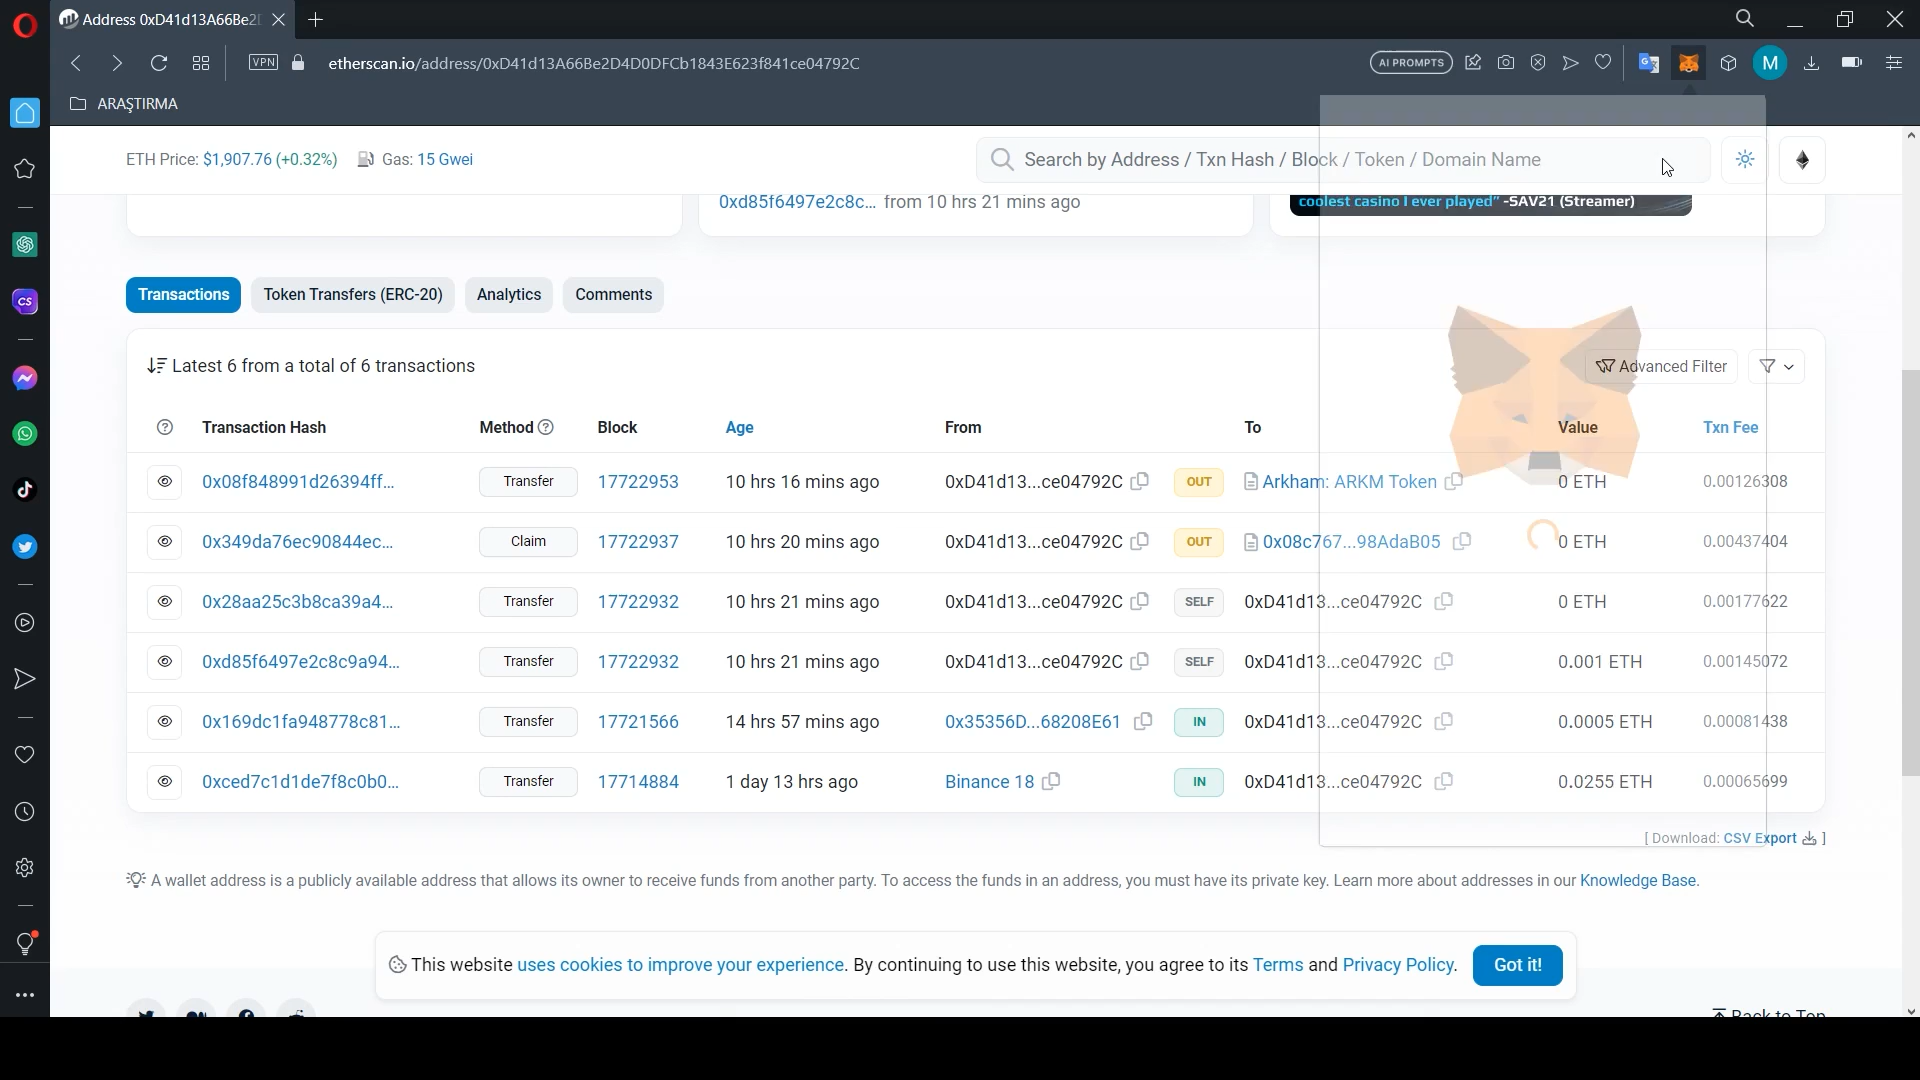 Address 0xD41d13A66Be2
VPN
etherscan.io/address/0xD41d13A66Be2D4D0DFCb1843E623f841ce04792C
AI PROMPTS
M
ARAŞTIRMA
ETH Price: $1,907.76 (+0.32%) Gas: 15 Gwei
Search by Address / Txn Hash / Block / Token / Domain Name
0xd85f6497e2c8c... from 10 hrs 21 mins ago
coolest casino I ever played" -SAV21 (Streamer)
Transactions Token Transfers (ERC-20) Analytics Comments
Latest 6 from a total of 6 transactions
Advanced Filter
Transaction Hash Method Block Age From To Value Txn Fee
0x08f848991d26394ff... Transfer 17722953 10 hrs 16 mins ago 0xD41d13...ce04792C OUT Arkham: ARKM Token 0 ETH 0.00126308
0x349da76ec90844ec... Claim 17722937 10 hrs 20 mins ago 0xD41d13...ce04792C OUT 0x08c767...98AdaB05 0 ETH 0.00437404
0x28aa25c3b8ca39a4... Transfer 17722932 10 hrs 21 mins ago 0xD41d13...ce04792C SELF 0xD41d13...ce04792C 0 ETH 0.00177622
0xd85f6497e2c8c9a94... Transfer 17722932 10 hrs 21 mins ago 0xD41d13...ce04792C SELF 0xD41d13...ce04792C 0.001 ETH 0.00145072
0x169dc1fa948778c81... Transfer 17721566 14 hrs 57 mins ago 0x35356D...68208E61 IN 0xD41d13...ce04792C 0.0005 ETH 0.00081438
0xced7c1d1de7f8c0b0... Transfer 17714884 1 day 13 hrs ago Binance 18 IN 0xD41d13...ce04792C 0.0255 ETH 0.00065699
[ Download: CSV Export ]
A wallet address is a publicly available address that allows its owner to receive funds from another party. To access the funds in an address, you must have its private key. Learn more about addresses in our Knowledge Base.
This website uses cookies to improve your experience. By continuing to use this website, you agree to its Terms and Privacy Policy. Got it!
Back to Top
CS